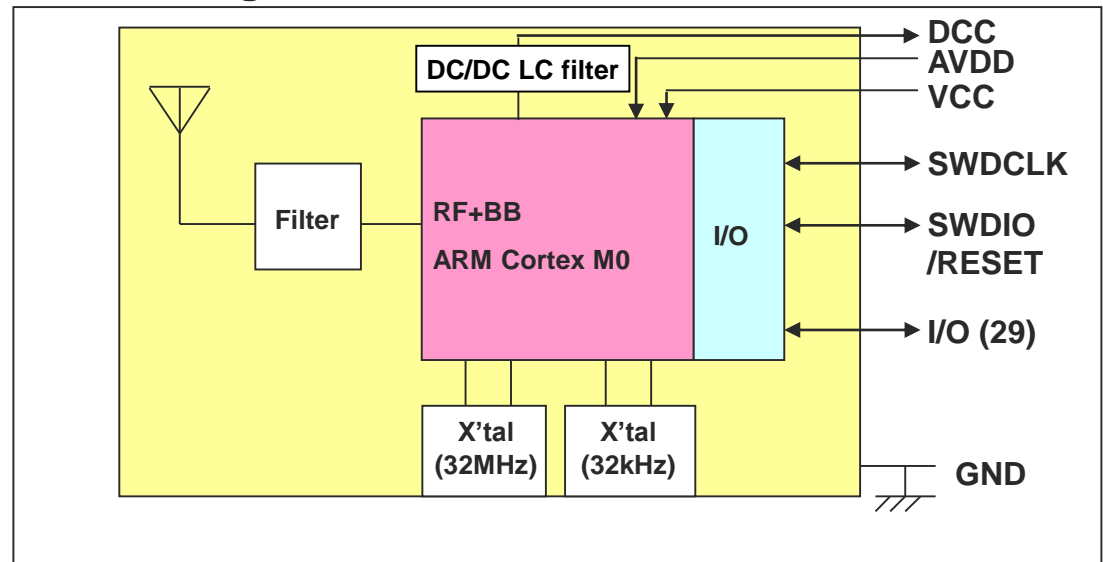 DCC
DC/DC LC filter
AVDD
VCC
SWDCLK
Filter
RF+BB
ARM Cortex M0
I/O
SWDIO
/RESET
I/O (29)
X'tal
(32MHz)
X'tal
(32kHz)
GND